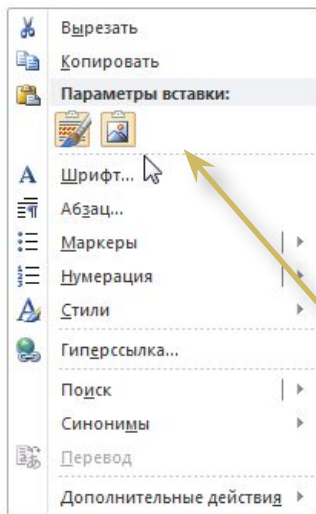 Вырезать
Копировать
Параметры вставки:
Шрифт...
Абзац...
Маркеры
Нумерация
Стили
Гиперссылка...
Поиск
Синонимы
Перевод
Дополнительные действия